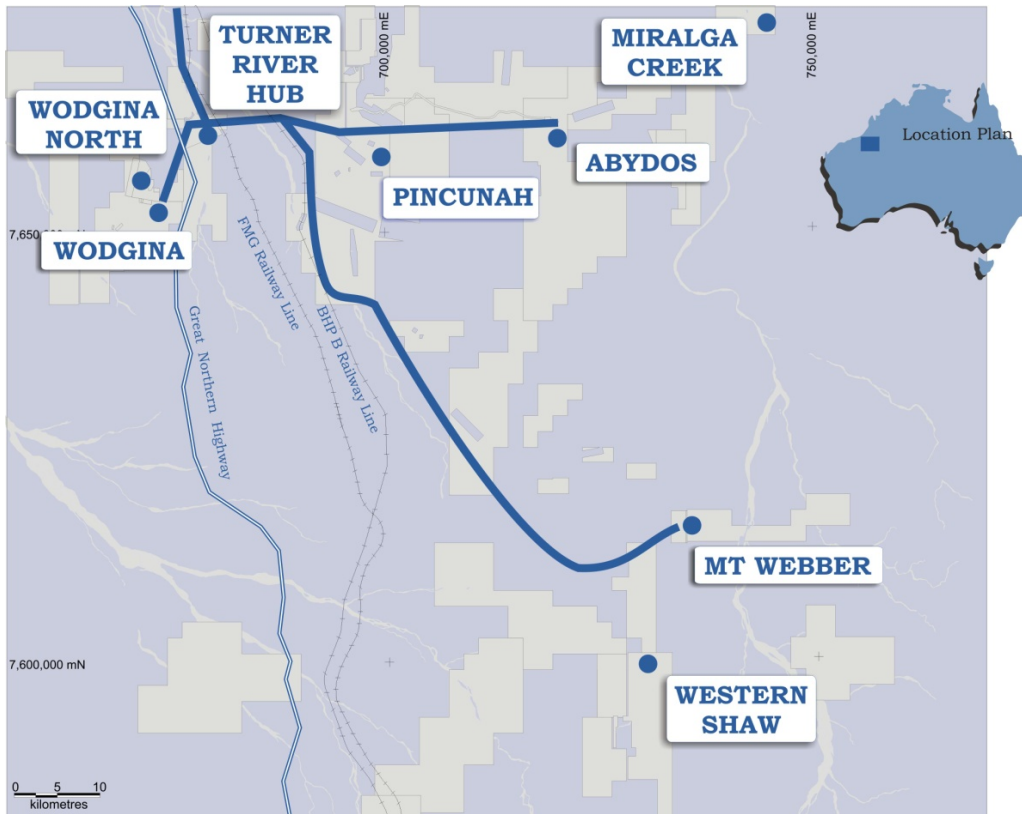 700,000 mE
750,000 mE
TURNER
RIVER
HUB
MIRALGA
CREEK
WODGINA
NORTH
Location Plan
ABYDOS
PINCUNAH
WODGINA
FMG Railway Line
BHP B Railway Line
Great Northern Highway
MT WEBBER
7,600,000 mN
WESTERN
SHAW
0 5 10
kilometres